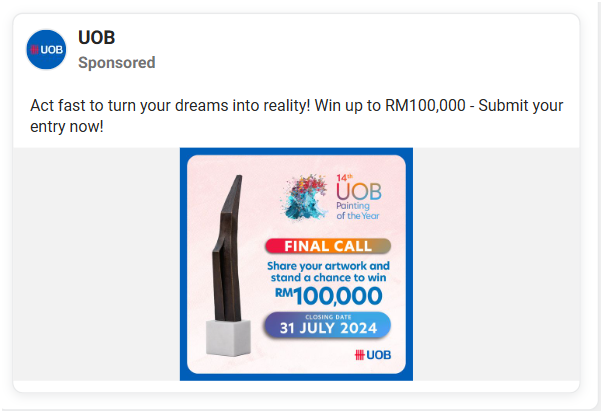 UOB
UOB
Sponsored
Act fast to turn your dreams into reality! Win up to RM100,000 - Submit your
entry now!
14th
UOB
Painting
of the Year
FINAL CALL
Share your artwork and
stand a chance to win
RM100,000
CLOSING DATE
31 JULY 2024
UOB